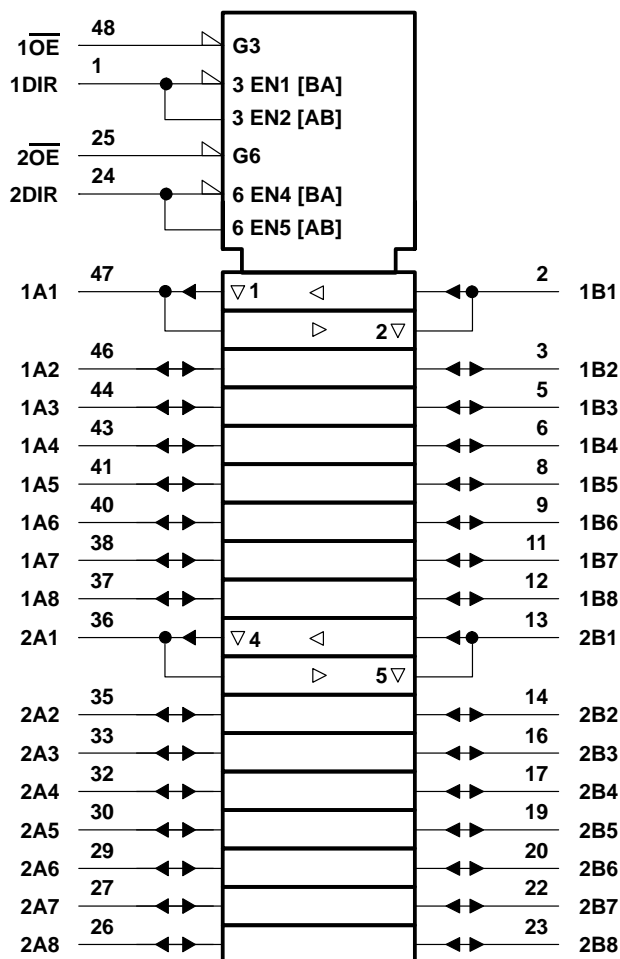 1OE 48 G3
1DIR 1 3 EN1 [BA]
3 EN2 [AB]
2OE 25 G6
2DIR 24 6 EN4 [BA]
6 EN5 [AB]
1A1 47 ▽1 ◁ 2 1B1
▷ 2▽
1A2 46 3 1B2
1A3 44 5 1B3
1A4 43 6 1B4
1A5 41 8 1B5
1A6 40 9 1B6
1A7 38 11 1B7
1A8 37 12 1B8
2A1 36 ▽4 ◁ 13 2B1
▷ 5▽
2A2 35 14 2B2
2A3 33 16 2B3
2A4 32 17 2B4
2A5 30 19 2B5
2A6 29 20 2B6
2A7 27 22 2B7
2A8 26 23 2B8